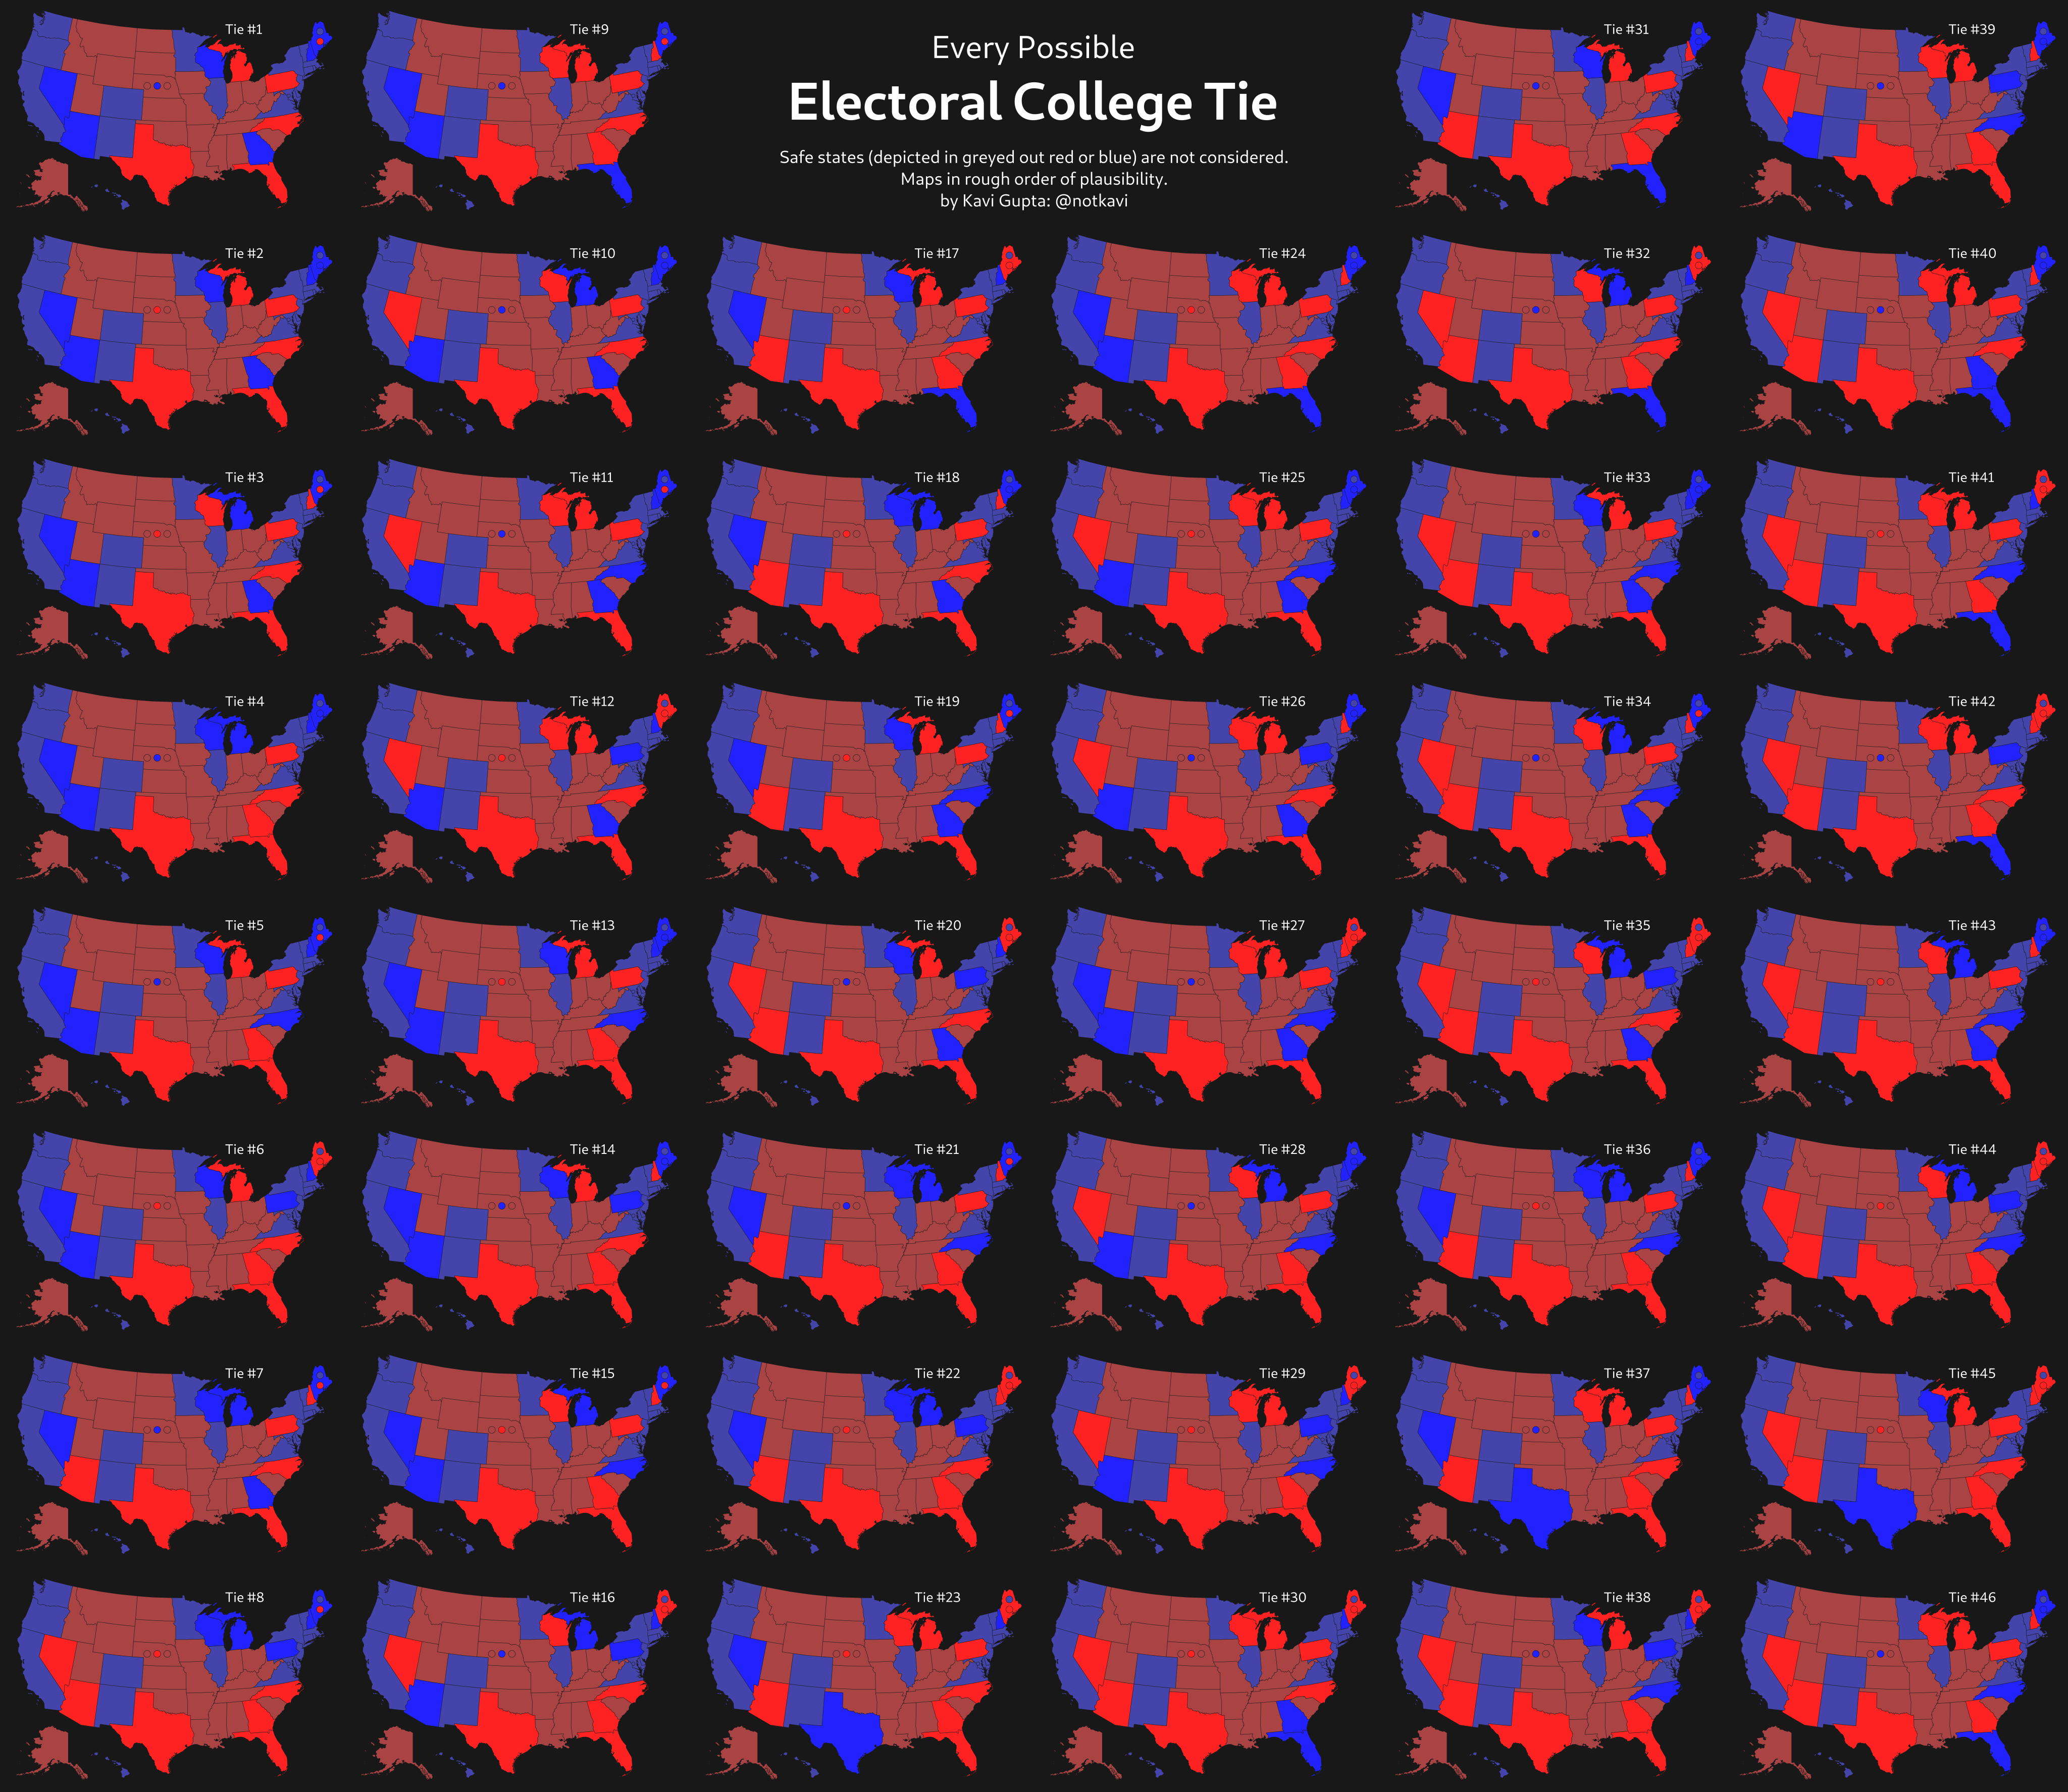 Every Possible
Electoral College Tie
Safe states (depicted in greyed out red or blue) are not considered.
Maps in rough order of plausibility.
by Kavi Gupta: @notkavi
Tie #1
Tie #9
Tie #31
Tie #39
Tie #2
Tie #10
Tie #17
Tie #24
Tie #32
Tie #40
Tie #3
Tie #11
Tie #18
Tie #25
Tie #33
Tie #41
Tie #4
Tie #12
Tie #19
Tie #26
Tie #34
Tie #42
Tie #5
Tie #13
Tie #20
Tie #27
Tie #35
Tie #43
Tie #6
Tie #14
Tie #21
Tie #28
Tie #36
Tie #44
Tie #7
Tie #15
Tie #22
Tie #29
Tie #37
Tie #45
Tie #8
Tie #16
Tie #23
Tie #30
Tie #38
Tie #46